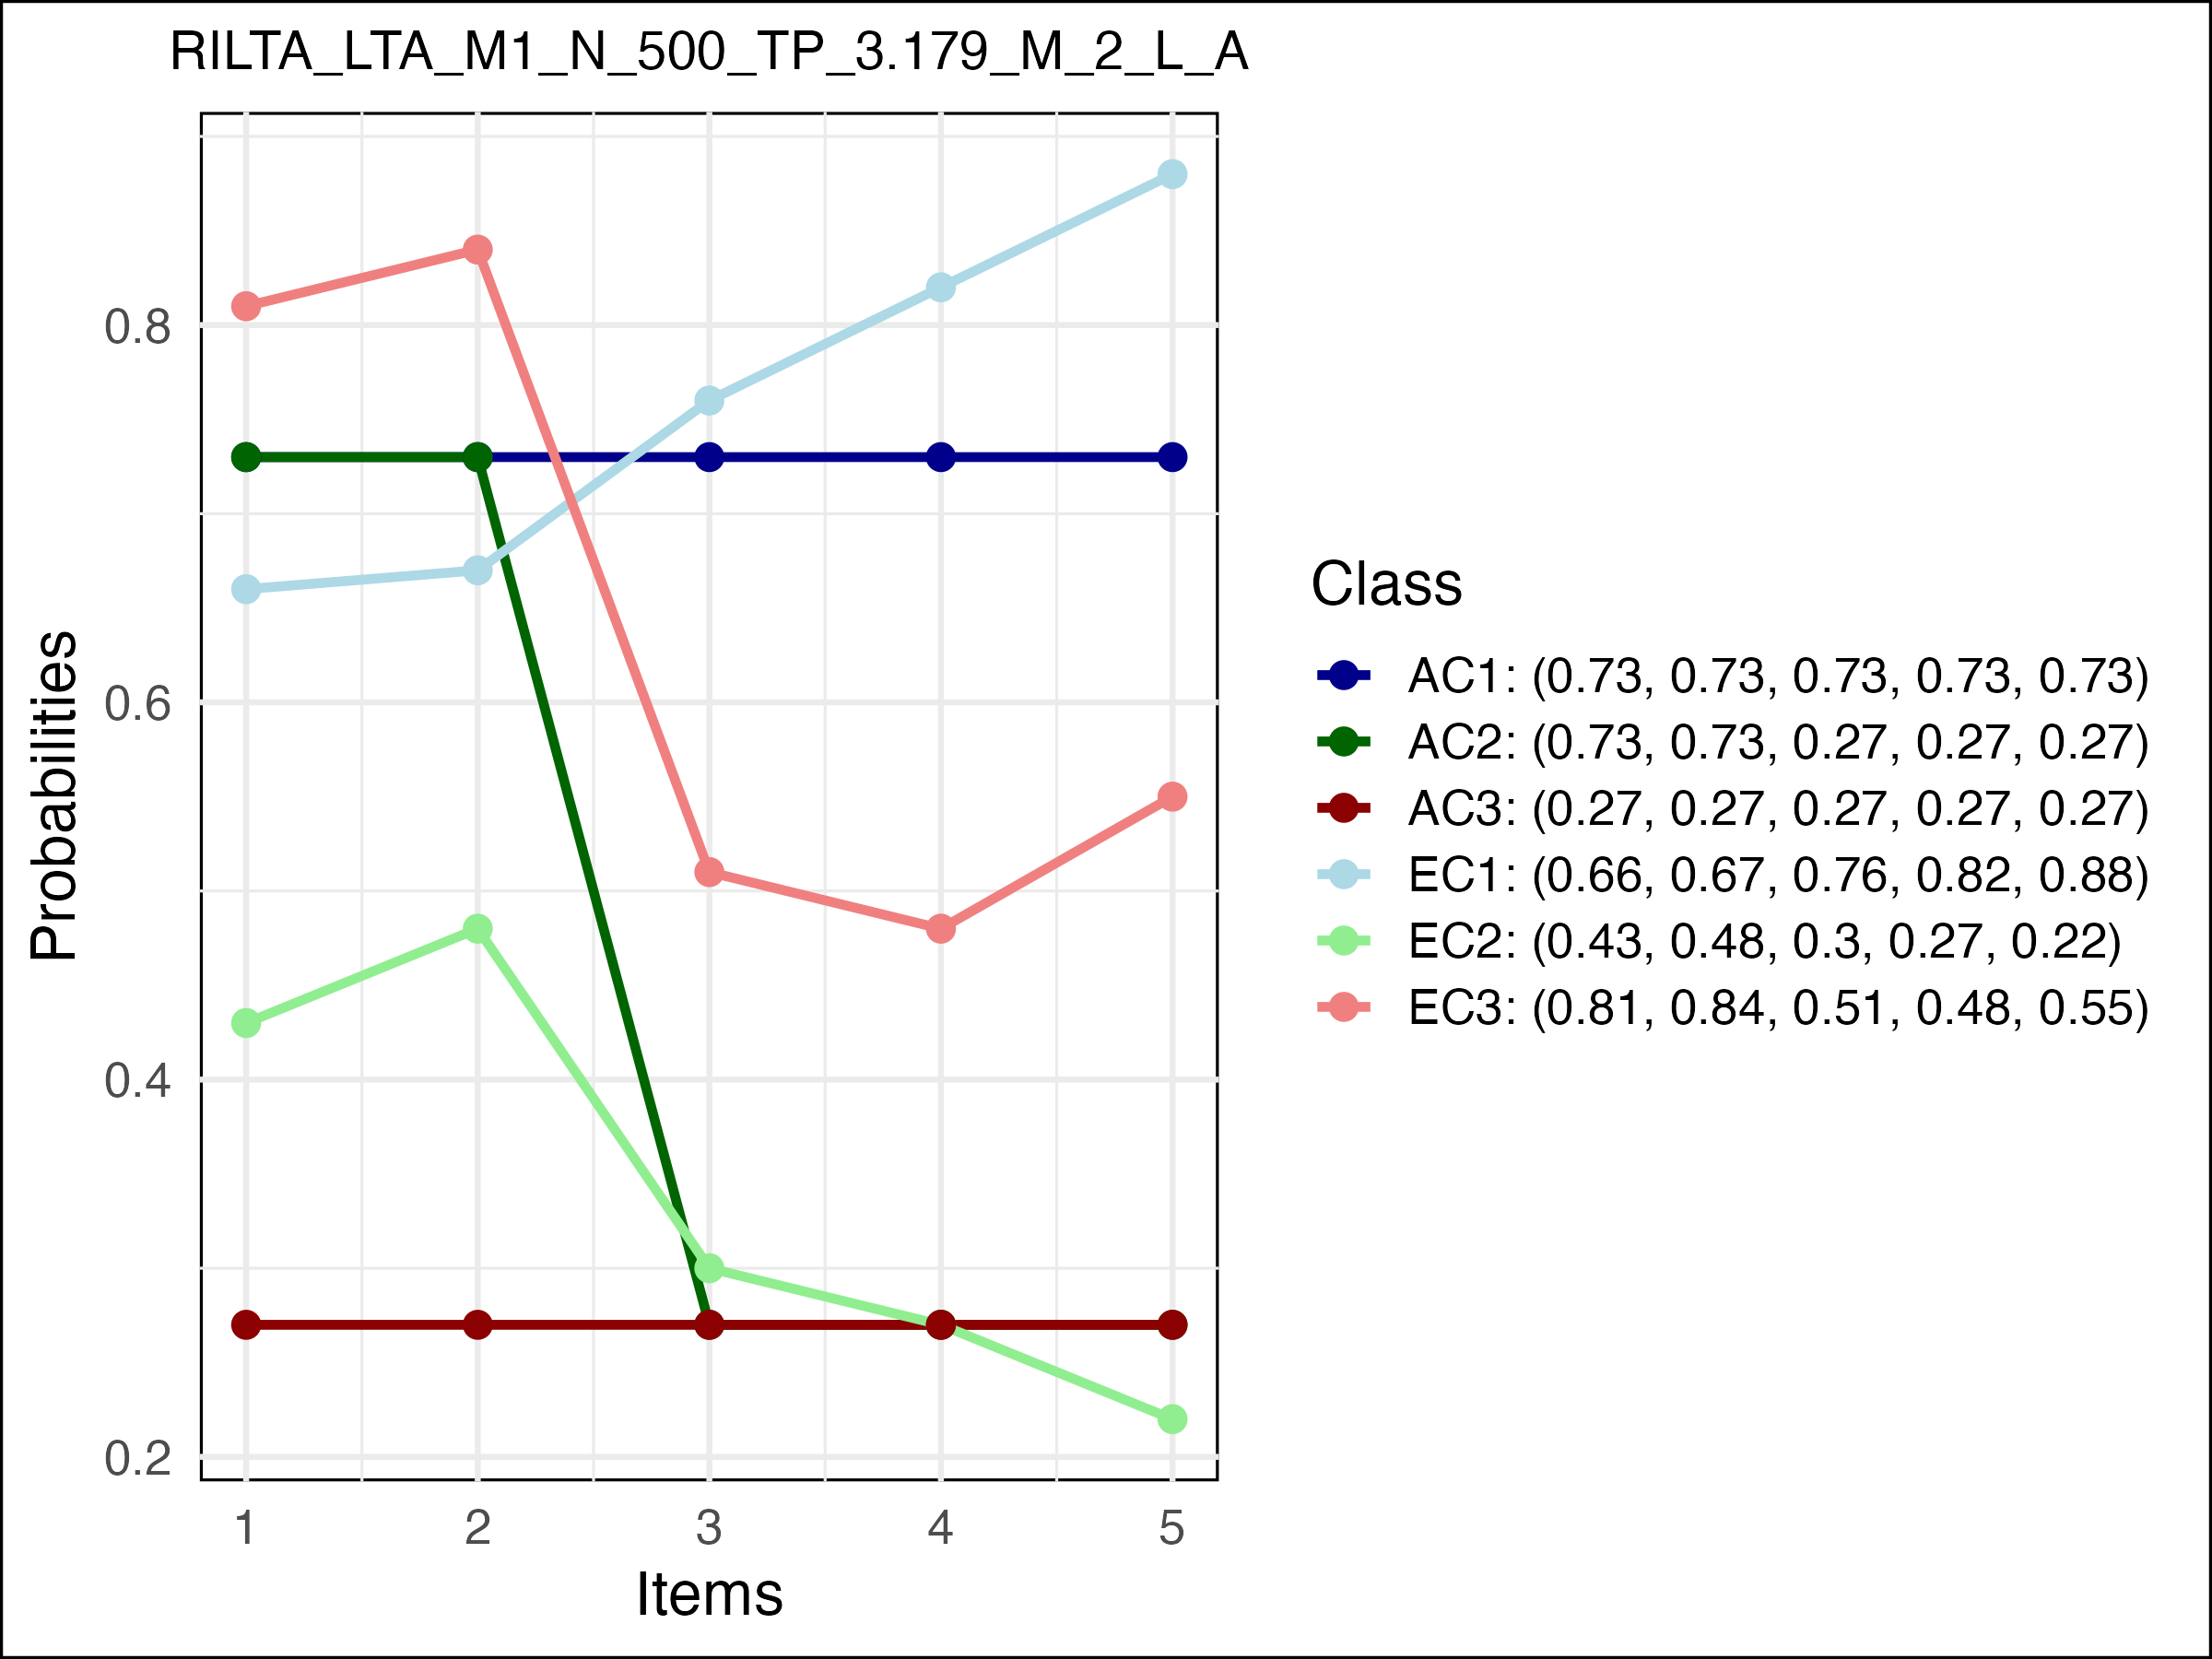 RILTA_LTA_M1_N_500_TP_3.179_M_2_L_A
Probabilities
0.8
0.6
0.4
0.2
1 2 3 4 5
Items
Class
AC1: (0.73, 0.73, 0.73, 0.73, 0.73)
AC2: (0.73, 0.73, 0.27, 0.27, 0.27)
AC3: (0.27, 0.27, 0.27, 0.27, 0.27)
EC1: (0.66, 0.67, 0.76, 0.82, 0.88)
EC2: (0.43, 0.48, 0.3, 0.27, 0.22)
EC3: (0.81, 0.84, 0.51, 0.48, 0.55)